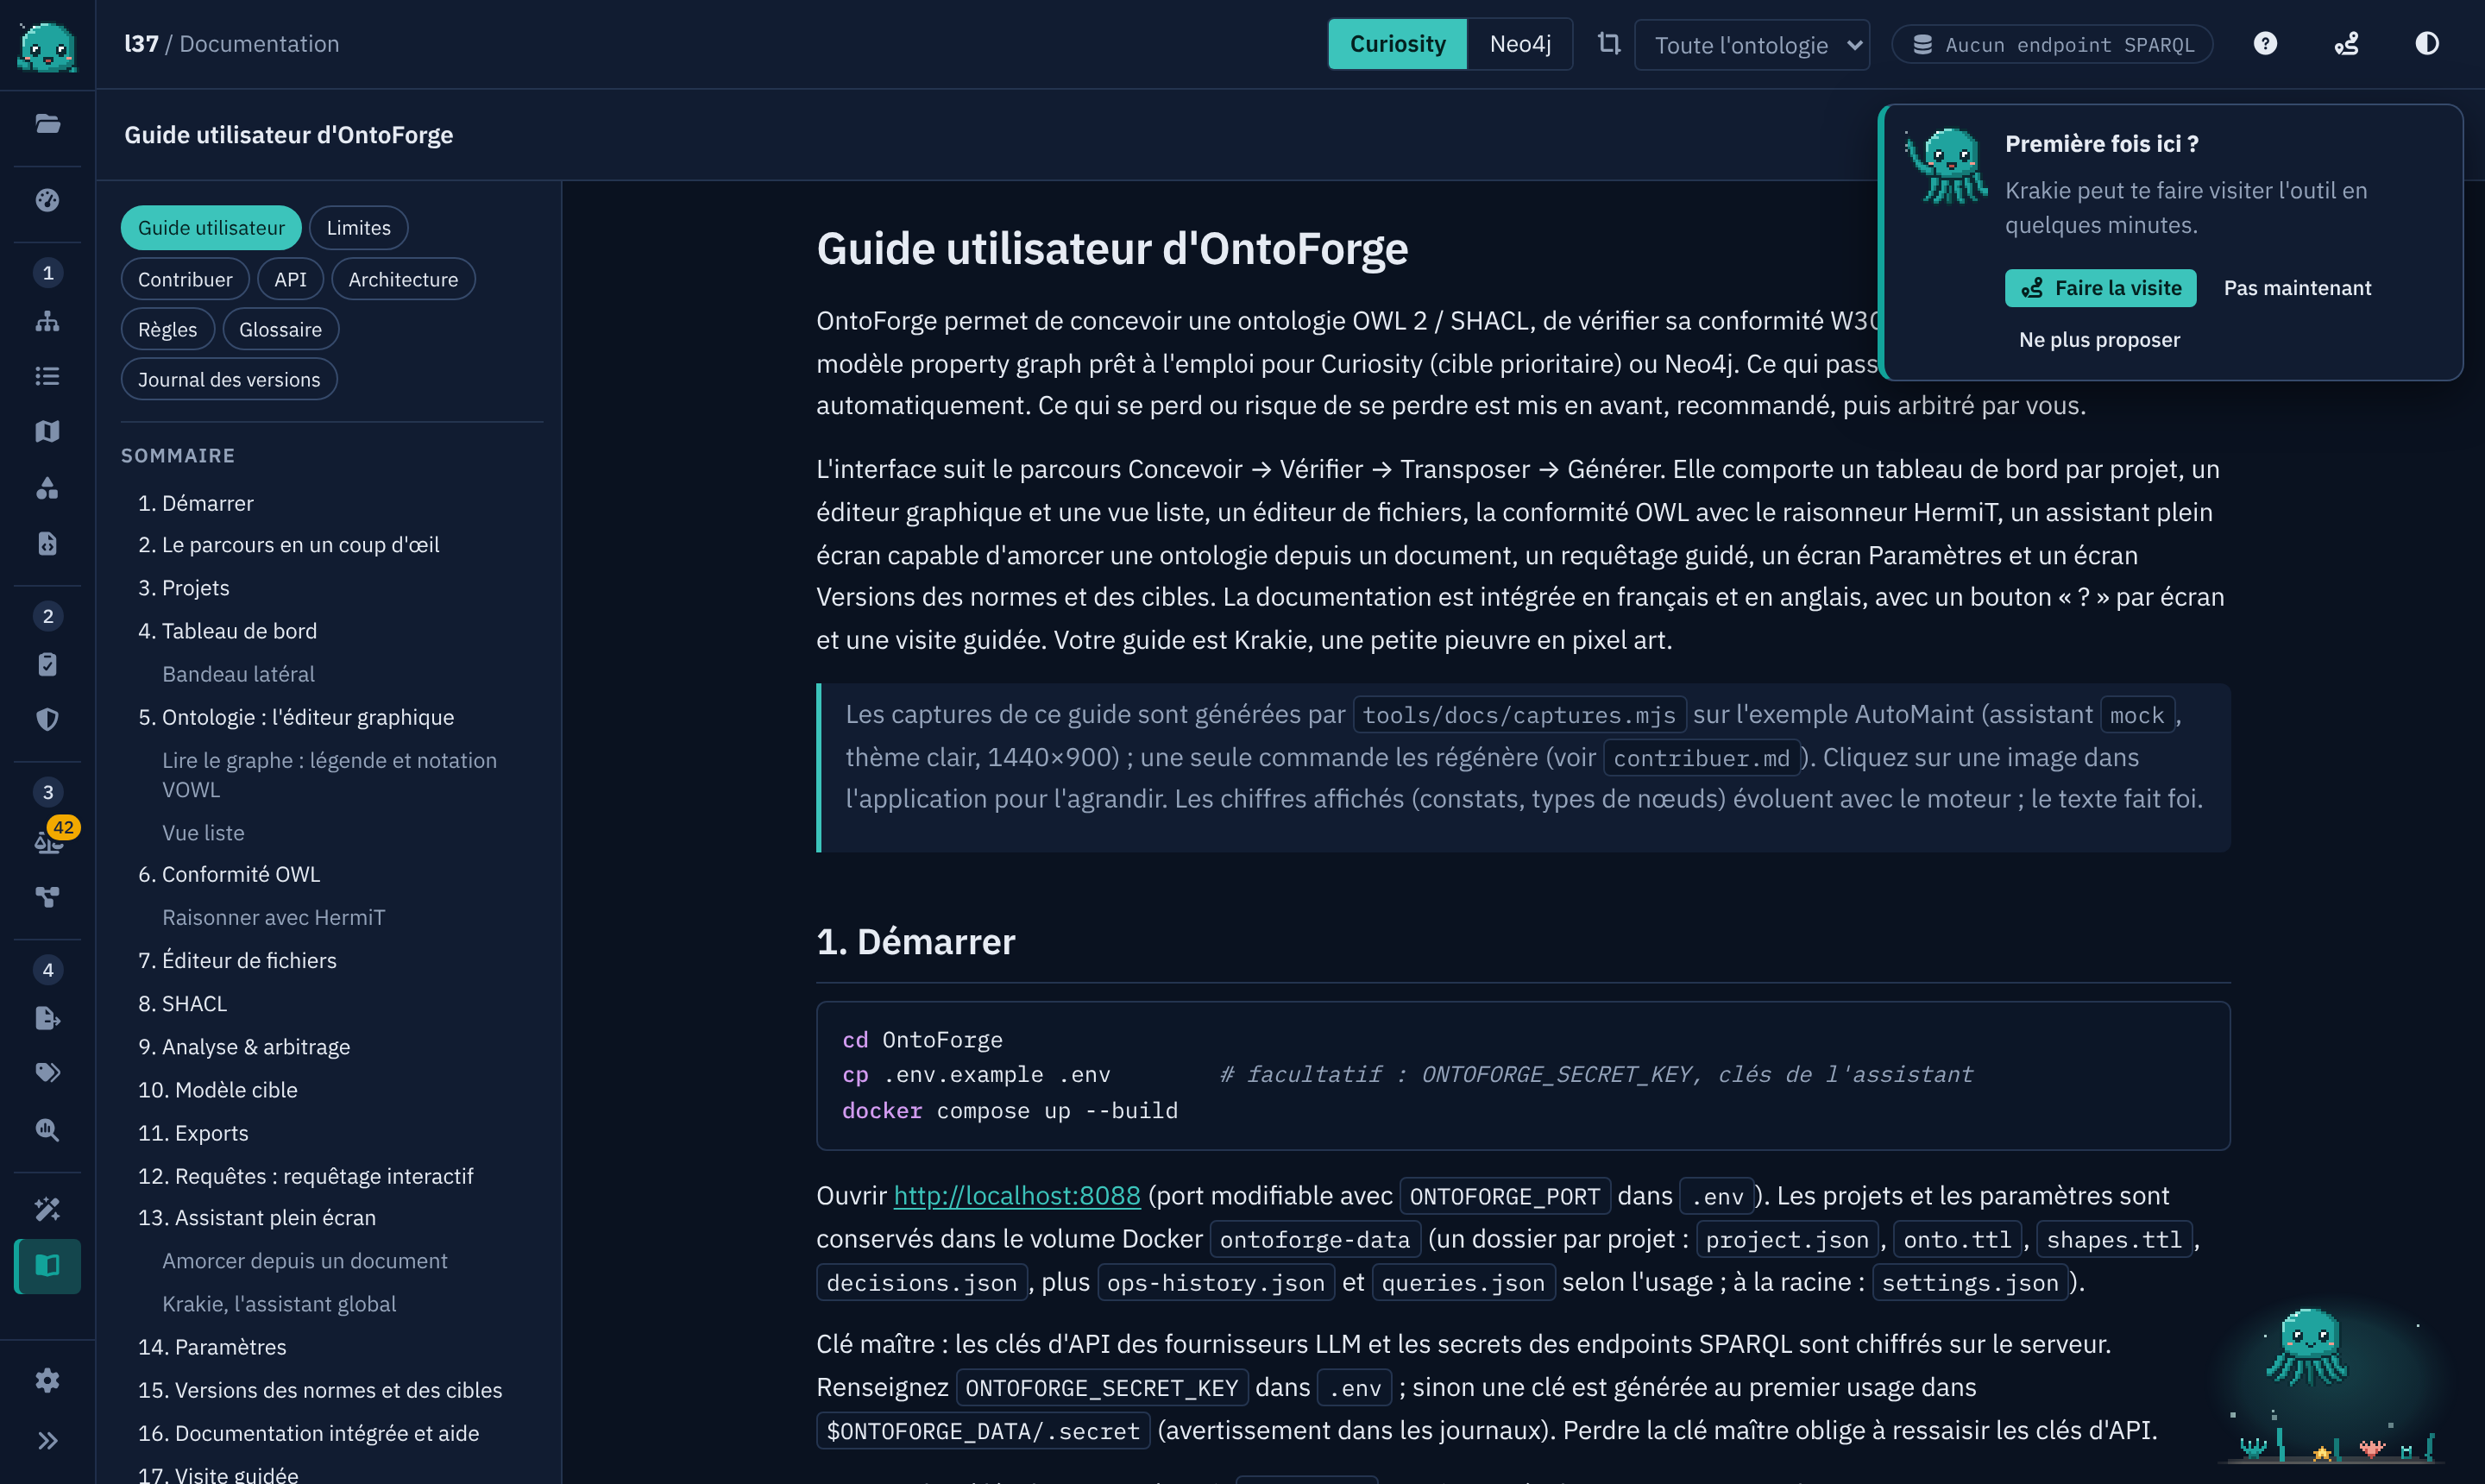 l37 / Documentation
Curiosity
Neo4j
Toute l'ontologie
Aucun endpoint SPARQL
?
Guide utilisateur d'OntoForge
Première fois ici ?
Krakie peut te faire visiter l'outil en
quelques minutes.
Faire la visite
Pas maintenant
Ne plus proposer
1
2
3
42
4
Guide utilisateur
Limites
Contribuer
API
Architecture
Règles
Glossaire
Journal des versions
SOMMAIRE
1. Démarrer
2. Le parcours en un coup d'œil
3. Projets
4. Tableau de bord
Bandeau latéral
5. Ontologie : l'éditeur graphique
Lire le graphe : légende et notation
VOWL
Vue liste
6. Conformité OWL
Raisonner avec HermiT
7. Éditeur de fichiers
8. SHACL
9. Analyse & arbitrage
10. Modèle cible
11. Exports
12. Requêtes : requêtage interactif
13. Assistant plein écran
Amorcer depuis un document
Krakie, l'assistant global
14. Paramètres
15. Versions des normes et des cibles
16. Documentation intégrée et aide
17. Visite guidée
Guide utilisateur d'OntoForge
OntoForge permet de concevoir une ontologie OWL 2 / SHACL, de vérifier sa conformité
modèle property graph prêt à l'emploi pour Curiosity (cible prioritaire) ou Neo4j. Ce qui
automatiquement. Ce qui se perd ou risque de se perdre est mis en avant, recommandé, puis arbitré par vous.
L'interface suit le parcours Concevoir → Vérifier → Transposer → Générer. Elle comporte un tableau de bord par projet, un
éditeur graphique et une vue liste, un éditeur de fichiers, la conformité OWL avec le raisonneur HermiT, un assistant plein
écran capable d'amorcer une ontologie depuis un document, un requêtage guidé, un écran Paramètres et un écran
Versions des normes et des cibles. La documentation est intégrée en français et en anglais, avec un bouton « ? » par écran
et une visite guidée. Votre guide est Krakie, une petite pieuvre en pixel art.
Les captures de ce guide sont générées par tools/docs/captures.mjs sur l'exemple AutoMaint (assistant mock,
thème clair, 1440×900) ; une seule commande les régénère (voir contribuer.md). Cliquez sur une image dans
l'application pour l'agrandir. Les chiffres affichés (constats, types de nœuds) évoluent avec le moteur ; le texte fait foi.
1. Démarrer
cd OntoForge
cp .env.example .env # facultatif : ONTOFORGE_SECRET_KEY, clés de l'assistant
docker compose up --build
Ouvrir http://localhost:8088 (port modifiable avec ONTOFORGE_PORT dans .env). Les projets et les paramètres sont
conservés dans le volume Docker ontoforge-data (un dossier par projet : project.json, onto.ttl, shapes.ttl,
decisions.json, plus ops-history.json et queries.json selon l'usage ; à la racine : settings.json).
Clé maître : les clés d'API des fournisseurs LLM et les secrets des endpoints SPARQL sont chiffrés sur le serveur.
Renseignez ONTOFORGE_SECRET_KEY dans .env ; sinon une clé est générée au premier usage dans
$ONTOFORGE_DATA/.secret (avertissement dans les journaux). Perdre la clé maître oblige à ressaisir les clés d'API.